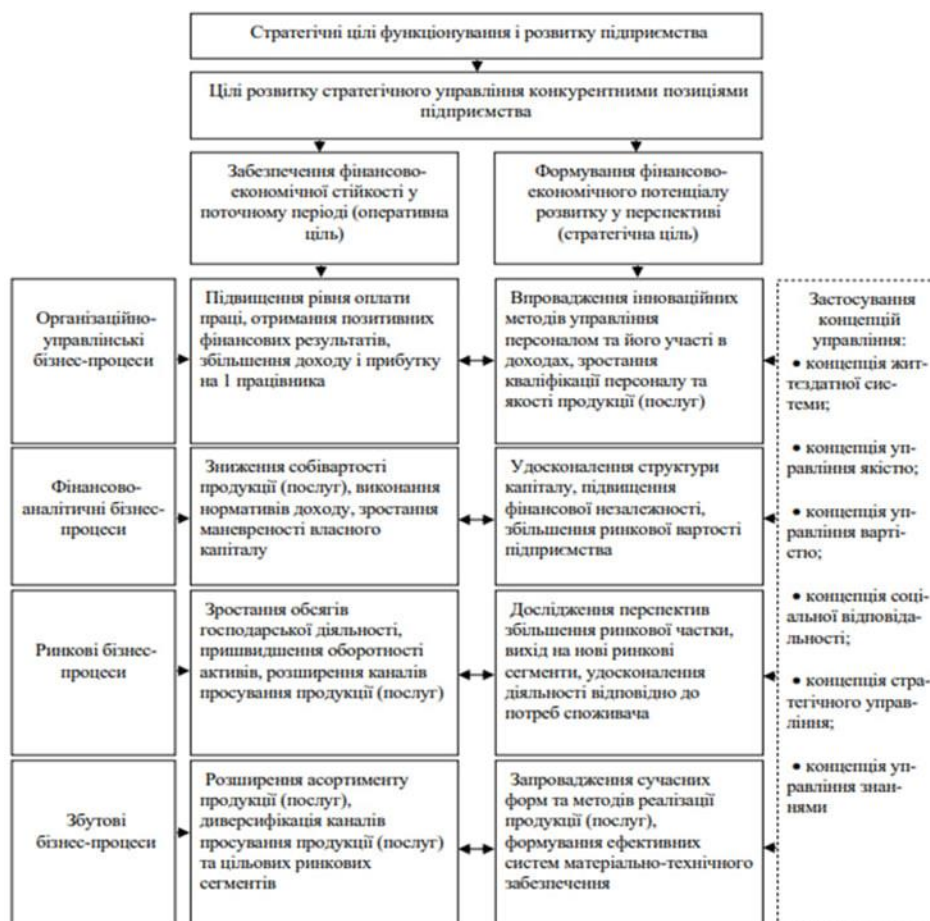 Стратегічні цілі функціонування і розвитку підприємства
Цілі розвитку стратегічного управління конкурентними позиціями
підприємства
Забезпечення фінансово-
економічної стійкості у
поточному періоді (оперативна
ціль)
Формування фінансово-
економічного потенціалу
розвитку у перспективі
(стратегічна ціль)
Організаційно-
управлінські
бізнес-процеси
Підвищення рівня оплати
праці, отримання позитивних
фінансових результатів,
збільшення доходу і прибутку
на 1 працівника
Впровадження інноваційних
методів управління
персоналом та його участі в
доходах, зростання
кваліфікації персоналу та
якості продукції (послуг)
Фінансово-
аналітичні бізнес-
процеси
Зниження собівартості
продукції (послуг), виконання
нормативів доходу, зростання
маневреності власного
капіталу
Удосконалення структури
капіталу, підвищення
фінансової незалежності,
збільшення ринкової вартості
підприємства
Ринкові бізнес-
процеси
Зростання обсягів
господарської діяльності,
пришвидшення оборотності
активів, розширення каналів
просування продукції (послуг)
Дослідження перспектив
збільшення ринкової частки,
вихід на нові ринкові
сегменти, удосконалення
діяльності відповідно до
потреб споживача
Збутові
бізнес-процеси
Розширення асортименту
продукції (послуг),
диверсифікація каналів
просування продукції (послуг)
та цільових ринкових
сегментів
Запровадження сучасних
форм та методів реалізації
продукції (послуг),
формування ефективних
систем матеріально-технічного
забезпечення
Застосування
концепцій
управління:
• концепція жит-
тєздатної сис-
теми;
• концепція уп-
равління якістю;
• концепція уп-
равління варті-
стю;
• концепція соці-
альної відповіда-
льності;
• концепція стра-
тегічного управ-
ління;
• концепція уп-
равління знан-
нями